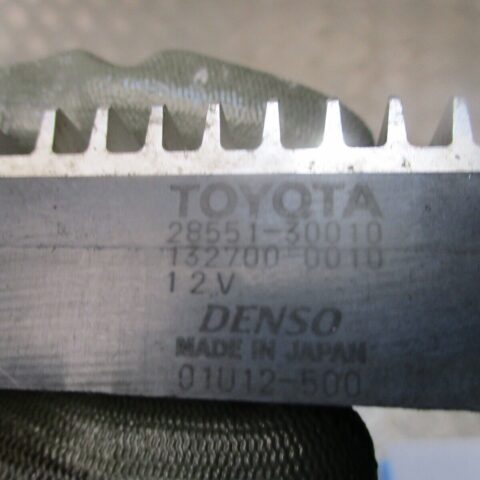 TOYOTA
28551-30010
132700-0010
12V
DENSO
MADE IN JAPAN
01U12-500